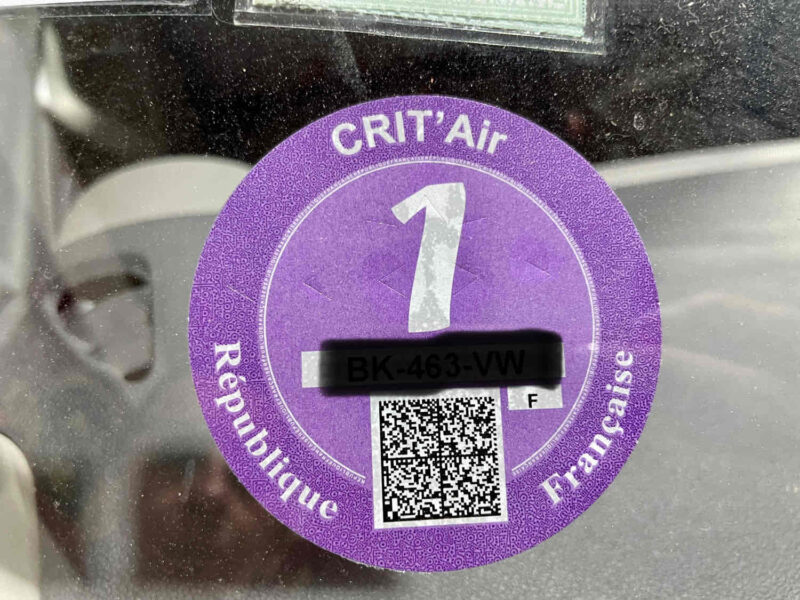 CRIT'Air
1
BK-463-VW
F
République Française